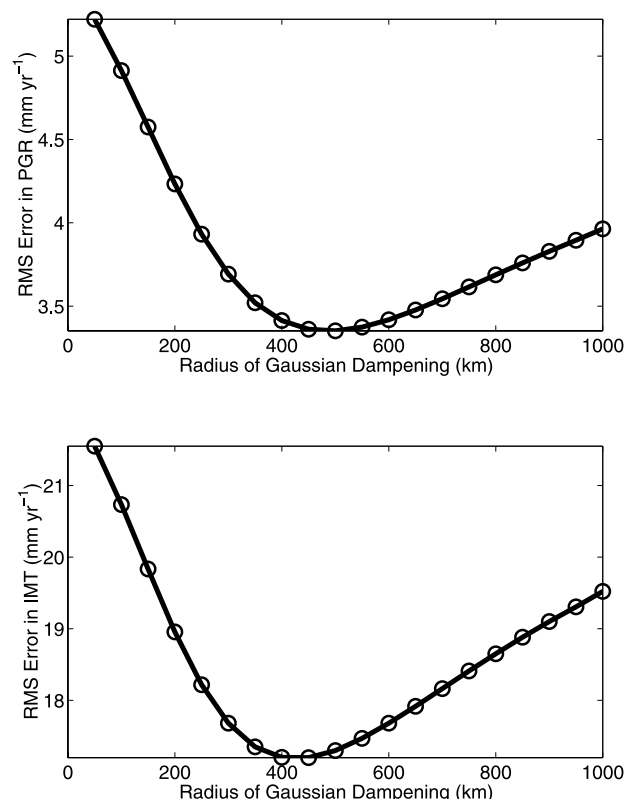 RMS Error in PGR (mm yr⁻¹)
5
4.5
4
3.5
0 200 400 600 800 1000
Radius of Gaussian Dampening (km)
RMS Error in IMT (mm yr⁻¹)
21
20
19
18
0 200 400 600 800 1000
Radius of Gaussian Dampening (km)